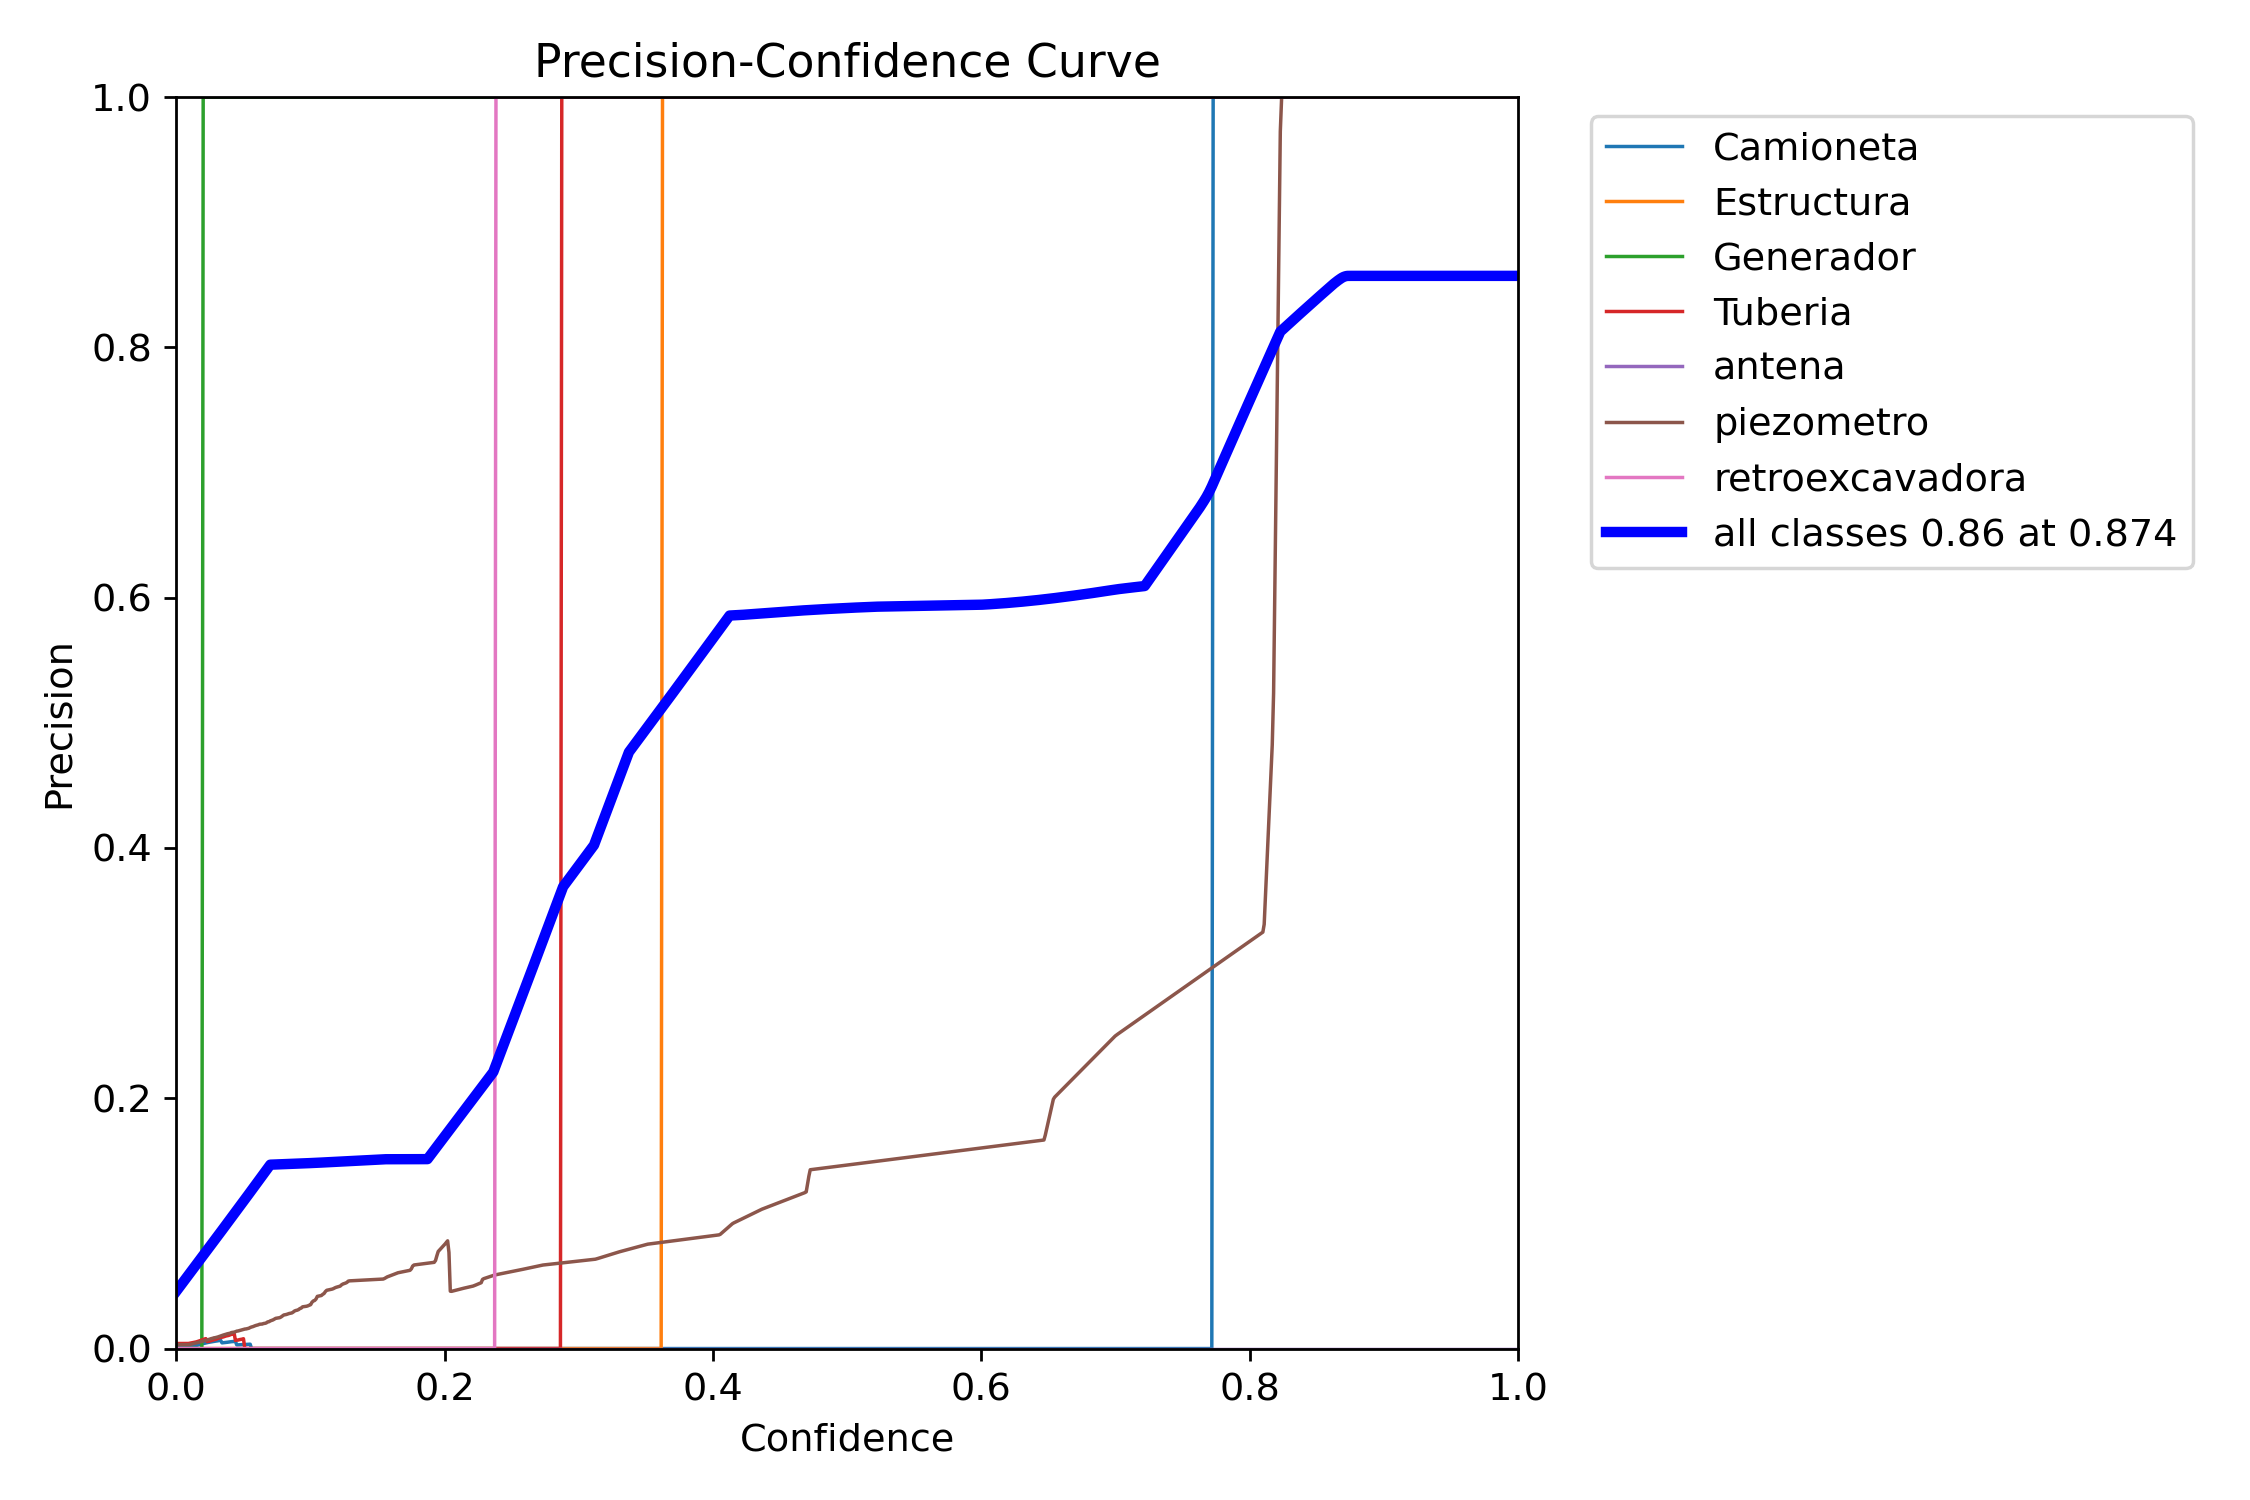 Precision-Confidence Curve
1.0
0.8
0.6
0.4
0.2
0.0
Precision
0.0 0.2 0.4 0.6 0.8 1.0
Confidence
Camioneta
Estructura
Generador
Tuberia
antena
piezometro
retroexcavadora
all classes 0.86 at 0.874